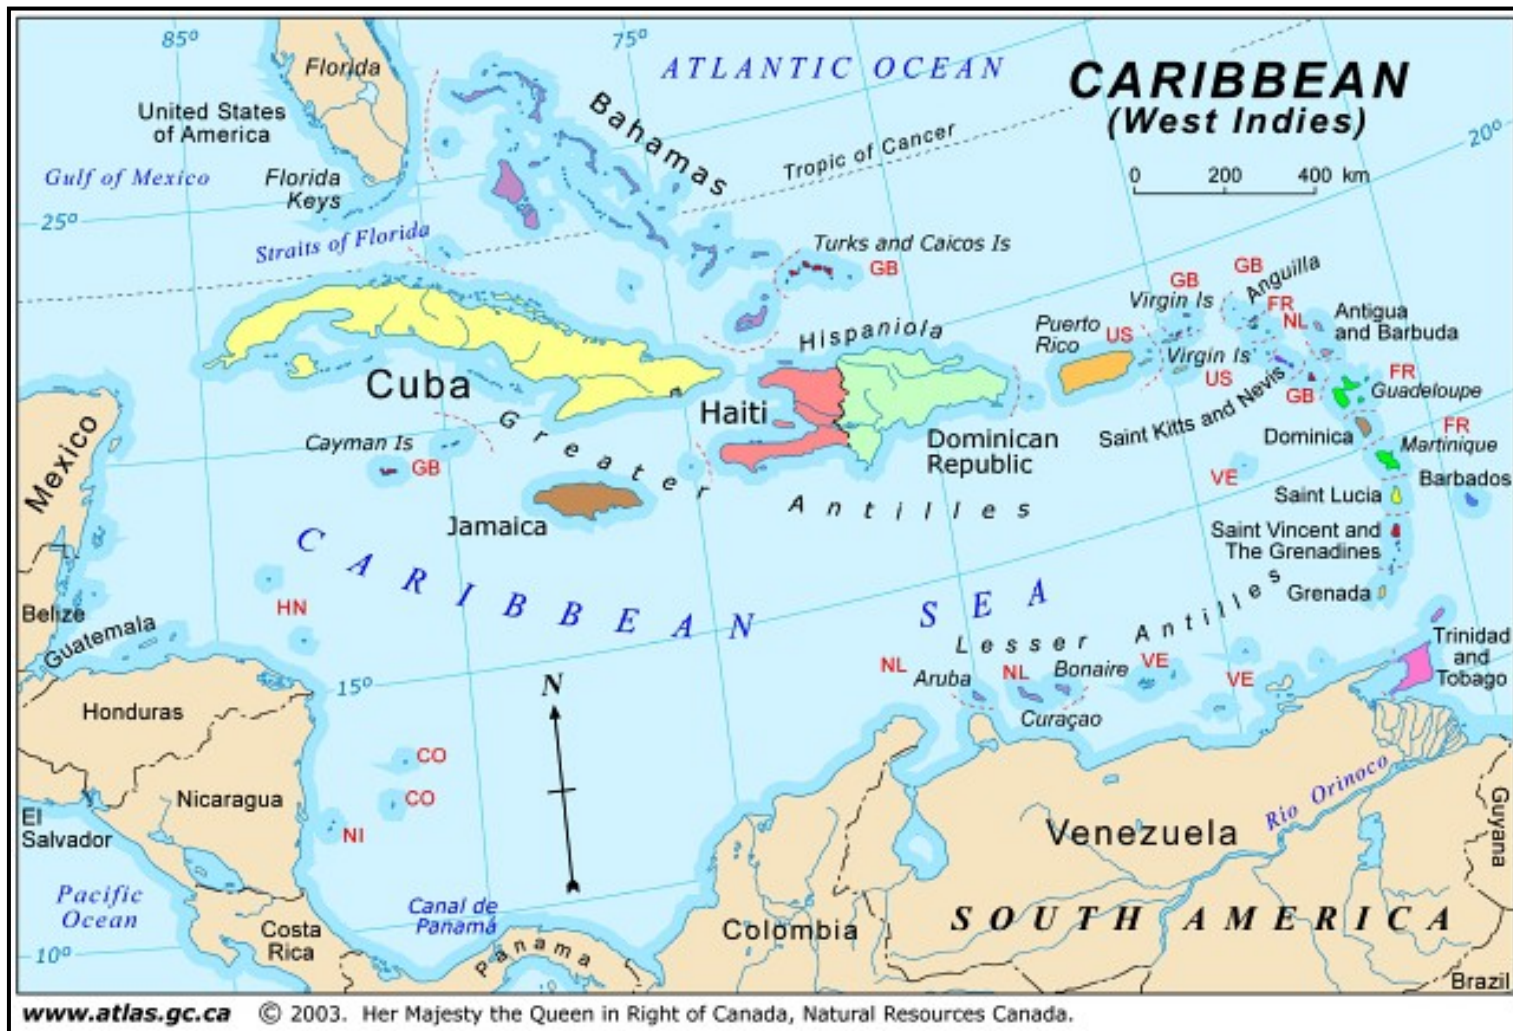 85º
75º
ATLANTIC OCEAN
CARIBBEAN
(West Indies)
Florida
United States
of America
Bahamas
Tropic of Cancer
20º
0 200 400 km
Gulf of Mexico
Florida
Keys
25º
Straits of Florida
Turks and Caicos Is
GB
GB
GB
Anguilla
Virgin Is
FR
NL
Antigua
and Barbuda
Hispaniola
Puerto
Rico
US
Virgin Is
US
Saint Kitts and Nevis
GB
FR
Guadeloupe
Cuba
Haiti
Dominican
Republic
Greater
Antilles
Cayman Is
GB
Jamaica
Dominica
FR
Martinique
VE
Barbados
Saint Lucia
Saint Vincent and
The Grenadines
Grenada
Mexico
CARIBBEAN SEA
Belize
Guatemala
HN
Lesser Antilles
NL
Aruba
NL
Bonaire
VE
VE
Curaçao
Trinidad
and
Tobago
15º
N
Honduras
CO
CO
Nicaragua
NI
El
Salvador
Venezuela
Rio Orinoco
Guyana
Pacific
Ocean
Canal de
Panamá
Costa
Rica
Panama
Colombia
SOUTH AMERICA
10º
Brazil
www.atlas.gc.ca © 2003. Her Majesty the Queen in Right of Canada, Natural Resources Canada.